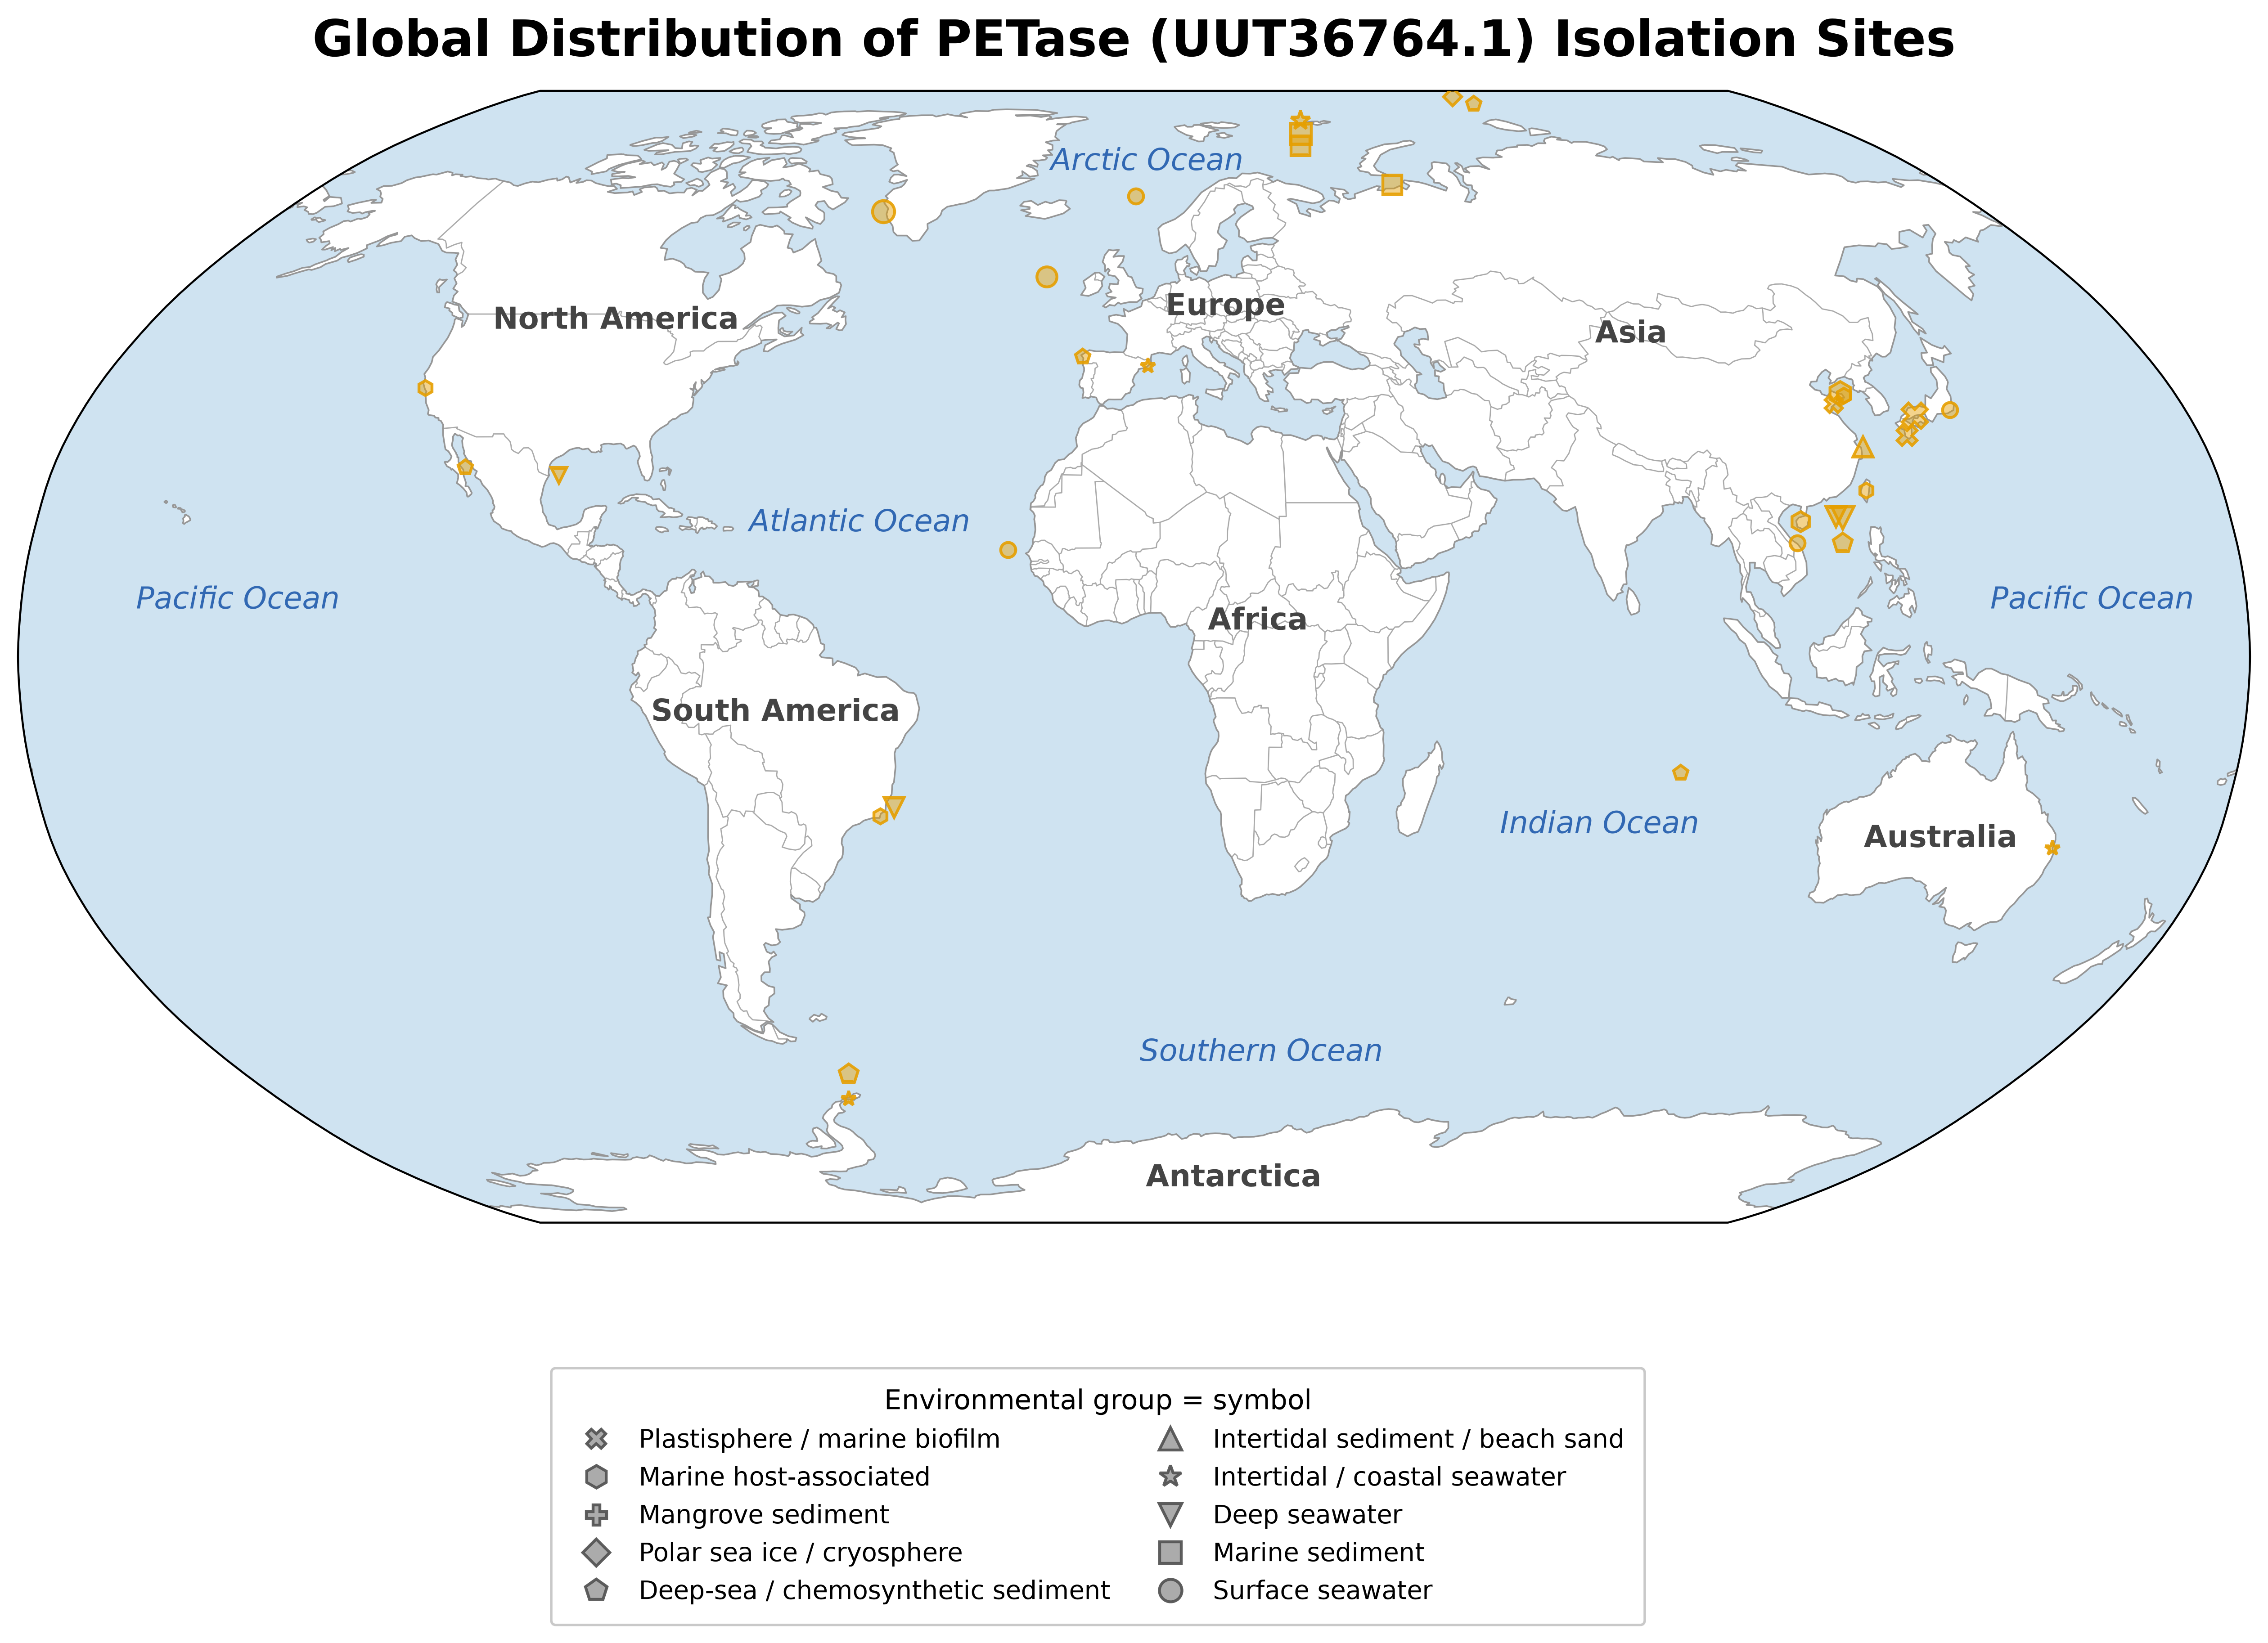 Global Distribution of PETase (UUT36764.1) Isolation Sites
Arctic Ocean
North America
Europe
Asia
Atlantic Ocean
Pacific Ocean
Pacific Ocean
Africa
South America
Indian Ocean
Australia
Southern Ocean
Antarctica
Environmental group = symbol
Plastisphere / marine biofilm
Marine host-associated
Mangrove sediment
Polar sea ice / cryosphere
Deep-sea / chemosynthetic sediment
Intertidal sediment / beach sand
Intertidal / coastal seawater
Deep seawater
Marine sediment
Surface seawater